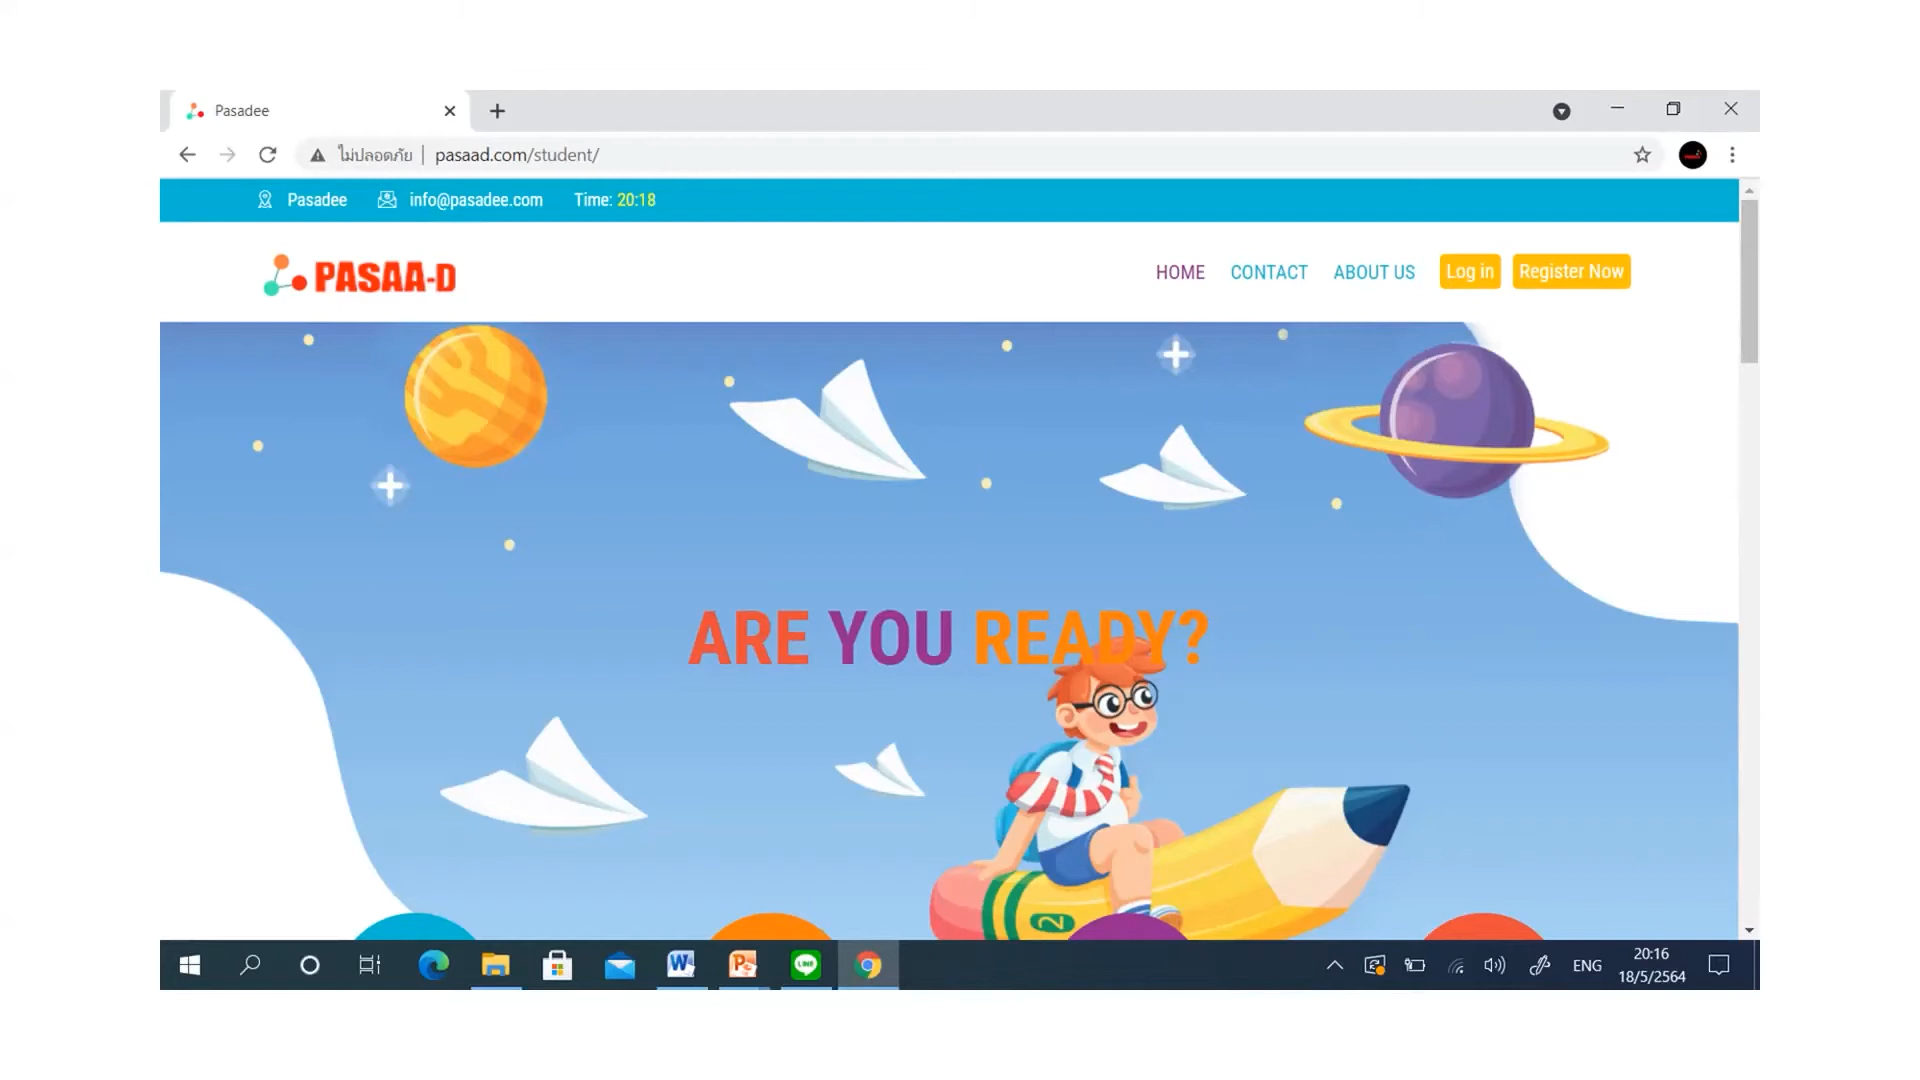 Pasadee
ไม่ปลอดภัย | pasaad.com/student/
Pasadee info@pasadee.com Time: 20:18
PASAA-D HOME CONTACT ABOUT US Log in Register Now
ARE YOU READY?
2
ENG 20:16
18/5/2564